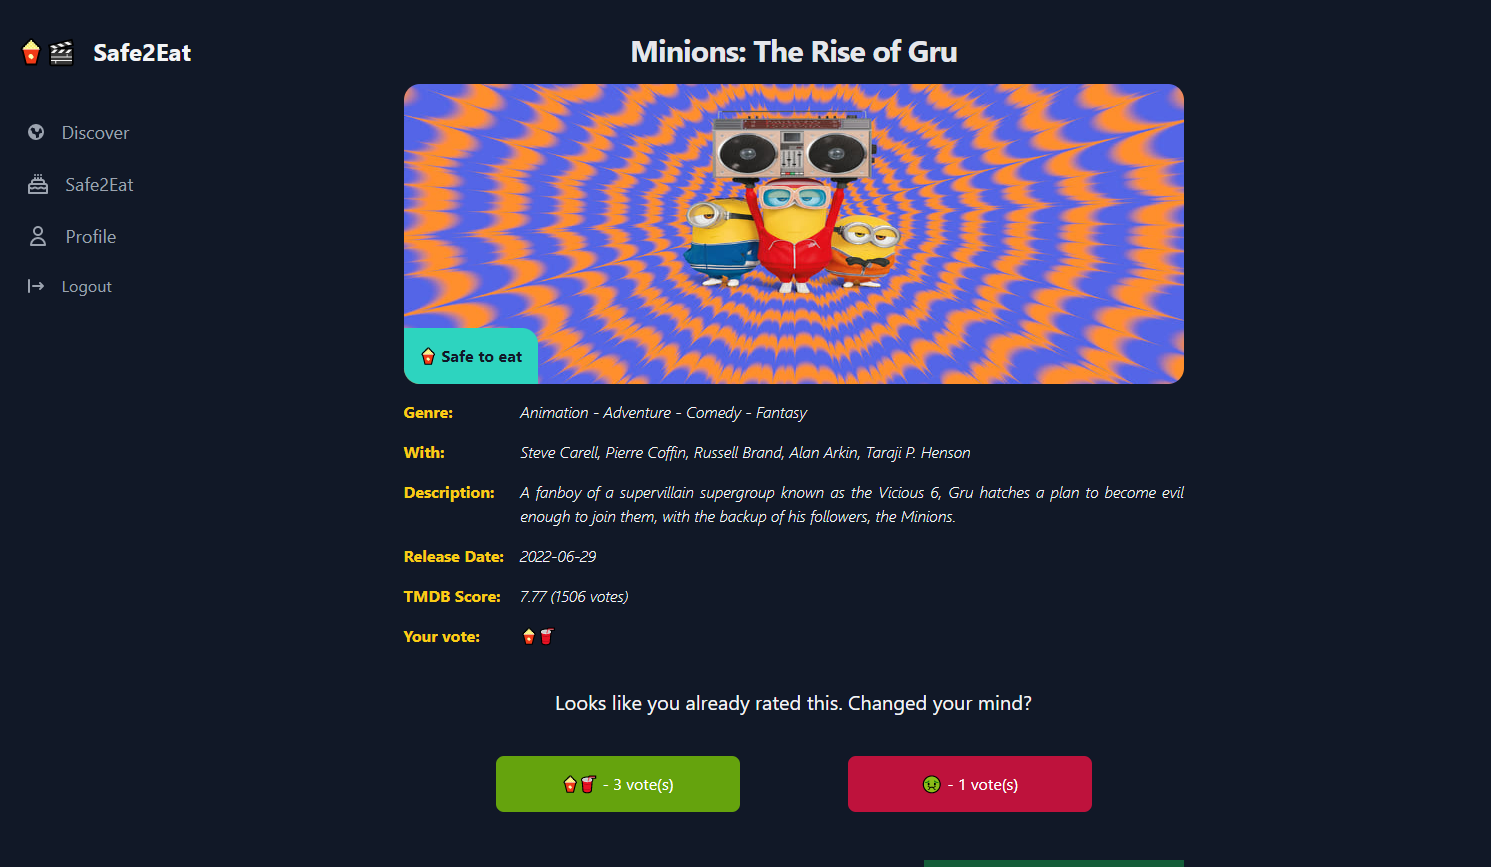 Safe2Eat
Discover
Safe2Eat
Profile
Logout
Minions: The Rise of Gru
Safe to eat
Genre: Animation - Adventure - Comedy - Fantasy
With: Steve Carell, Pierre Coffin, Russell Brand, Alan Arkin, Taraji P. Henson
Description: A fanboy of a supervillain supergroup known as the Vicious 6, Gru hatches a plan to become evil
enough to join them, with the backup of his followers, the Minions.
Release Date: 2022-06-29
TMDB Score: 7.77 (1506 votes)
Your vote: 🍿🥤
Looks like you already rated this. Changed your mind?
🍿🥤 - 3 vote(s)
🤢 - 1 vote(s)